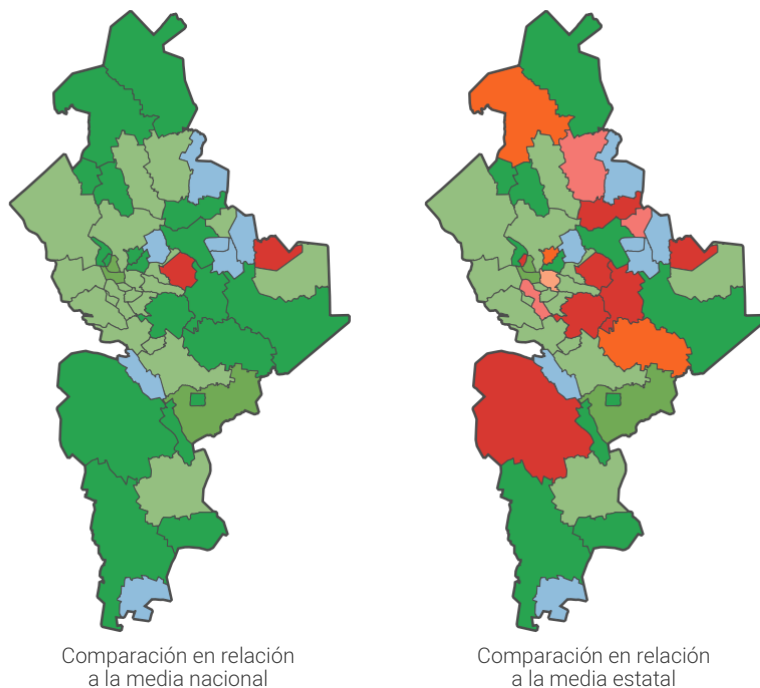 Comparación en relación
a la media nacional
Comparación en relación
a la media estatal